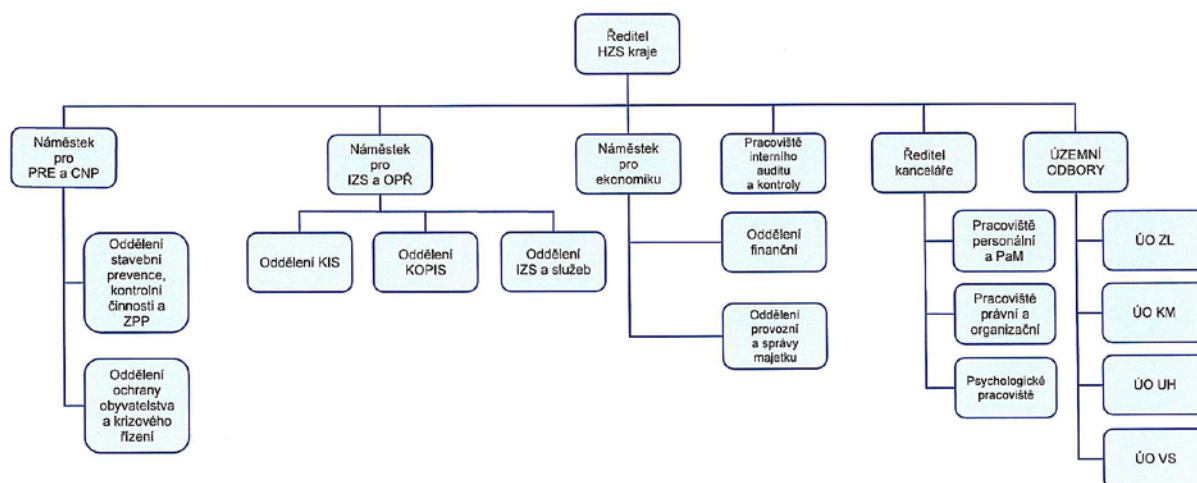 Ředitel
HZS kraje
Náměstek
pro
PRE a CNP
Náměstek
pro
IZS a OPŘ
Náměstek
pro
ekonomiku
Pracoviště
interního
auditu
a kontroly
Ředitel
kanceláře
ÚZEMNÍ
ODBORY
Oddělení
stavební
prevence,
kontrolní
činnosti a
ZPP
Oddělení
ochrany
obyvatelstva
a krizového
řízení
Oddělení KIS
Oddělení
KOPIS
Oddělení
IZS a služeb
Oddělení
finanční
Oddělení
provozní
a správy
majetku
Pracoviště
personální
a PaM
Pracoviště
právní a
organizační
Psychologické
pracoviště
ÚO ZL
ÚO KM
ÚO UH
ÚO VS